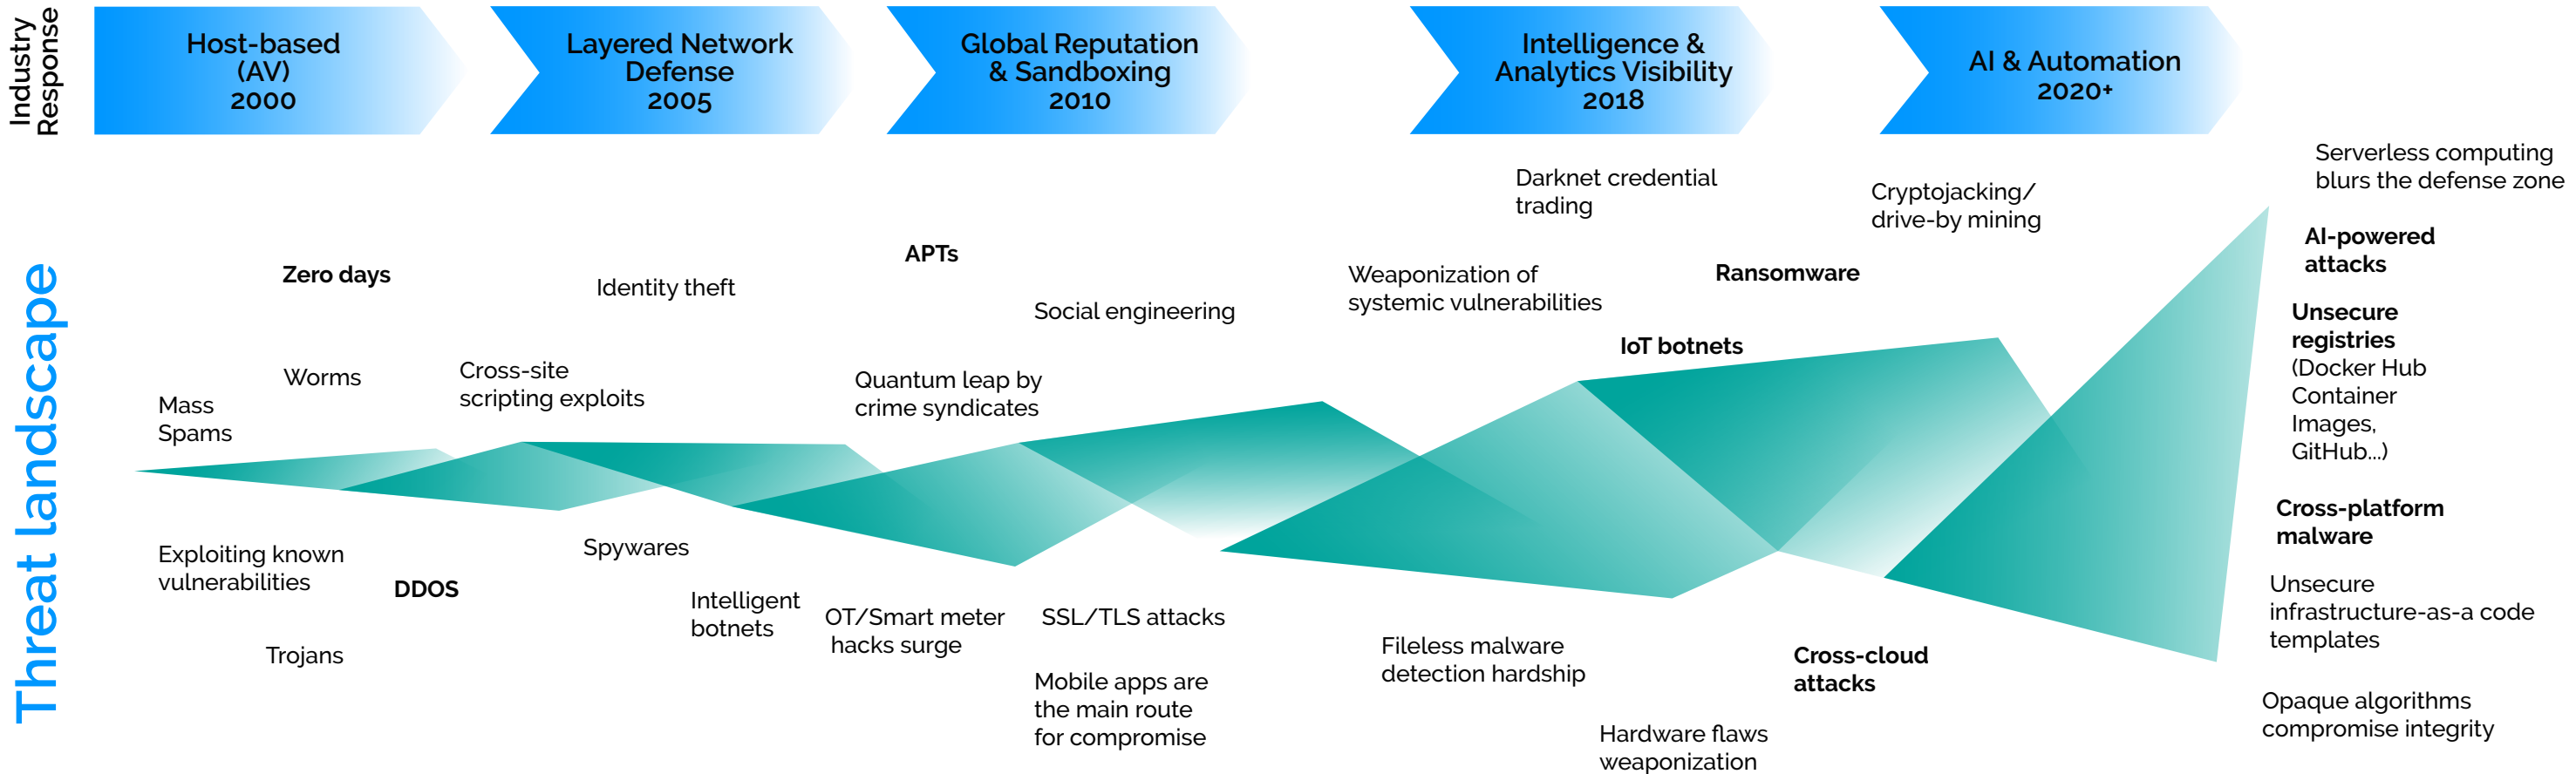 Industry
Response
Host-based
(AV)
2000
Layered Network
Defense
2005
Global Reputation
& Sandboxing
2010
Intelligence &
Analytics Visibility
2018
AI & Automation
2020+
Threat landscape
Mass
Spams
Zero days
Worms
Exploiting known
vulnerabilities
DDOS
Trojans
Identity theft
Cross-site
scripting exploits
Spywares
Intelligent
botnets
APTs
Social engineering
Quantum leap by
crime syndicates
OT/Smart meter
hacks surge
SSL/TLS attacks
Mobile apps are
the main route
for compromise
Darknet credential
trading
Weaponization of
systemic vulnerabilities
Ransomware
IoT botnets
Fileless malware
detection hardship
Hardware flaws
weaponization
Cryptojacking/
drive-by mining
Cross-cloud
attacks
Serverless computing
blurs the defense zone
AI-powered
attacks
Unsecure
registries
(Docker Hub
Container
Images,
GitHub...)
Cross-platform
malware
Unsecure
infrastructure-as-a code
templates
Opaque algorithms
compromise integrity